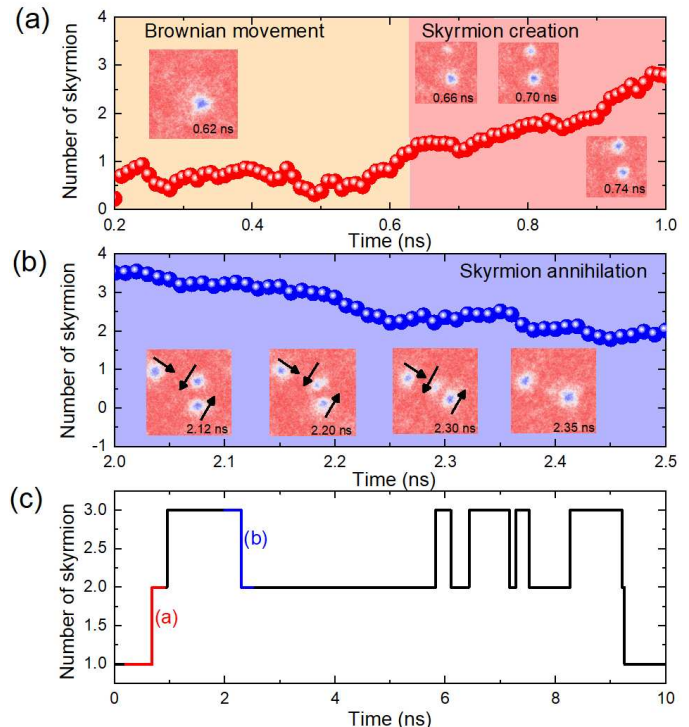 (a)
Brownian movement
Skyrmion creation
Number of skyrmion
4
3
2
1
0
0.62 ns
0.66 ns
0.70 ns
0.74 ns
0.2
0.4
0.6
0.8
1.0
Time (ns)
(b)
Skyrmion annihilation
Number of skyrmion
4
3
2
1
0
-1
2.12 ns
2.20 ns
2.30 ns
2.35 ns
2.0
2.1
2.2
2.3
2.4
2.5
Time (ns)
(c)
Number of skyrmion
3.0
2.5
2.0
1.5
1.0
(a)
(b)
0
2
4
6
8
10
Time (ns)